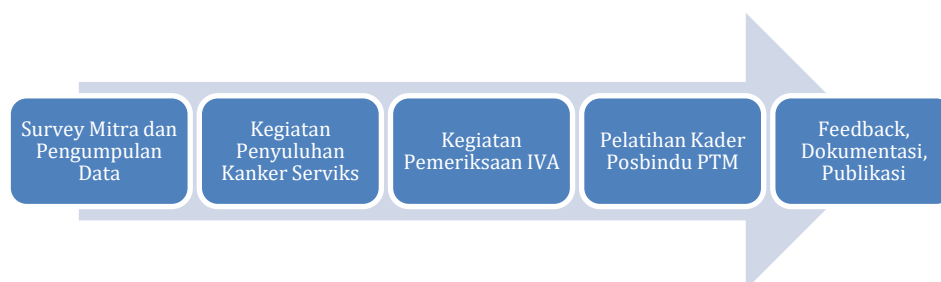 Survey Mitra dan
Pengumpulan
Data
Kegiatan
Penyuluhan
Kanker Serviks
Kegiatan
Pemeriksaan IVA
Pelatihan Kader
Posbindu PTM
Feedback,
Dokumentasi,
Publikasi